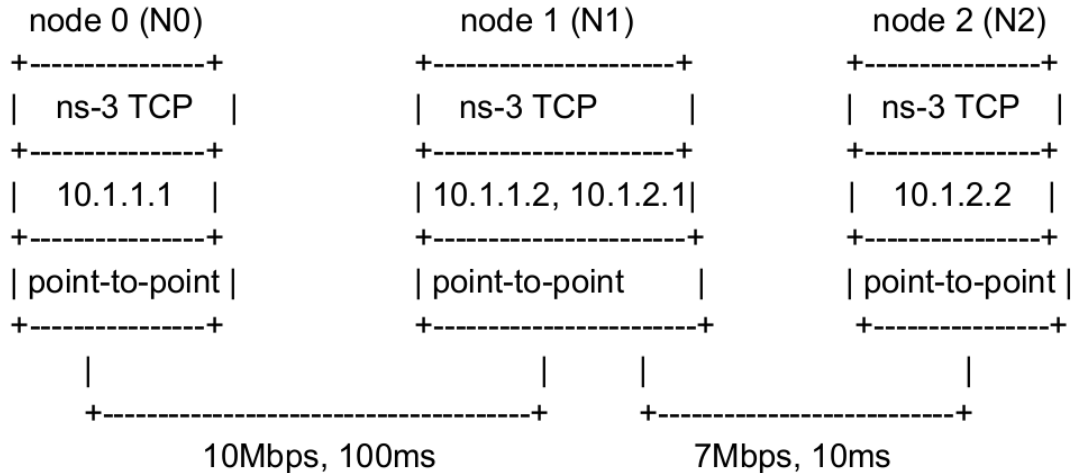 node 0 (N0) node 1 (N1) node 2 (N2)
+----------------+ +----------------------+ +---------------+
| ns-3 TCP | | ns-3 TCP | | ns-3 TCP |
+----------------+ +----------------------+ +---------------+
| 10.1.1.1 | | 10.1.1.2, 10.1.2.1| | 10.1.2.2 |
+----------------+ +-----------------------+ +---------------+
| point-to-point | | point-to-point | | point-to-point |
+----------------+ +------------------------+ +---------------+
| | | |
+---------------------------------------+ +----------------------------+
10Mbps, 100ms 7Mbps, 10ms